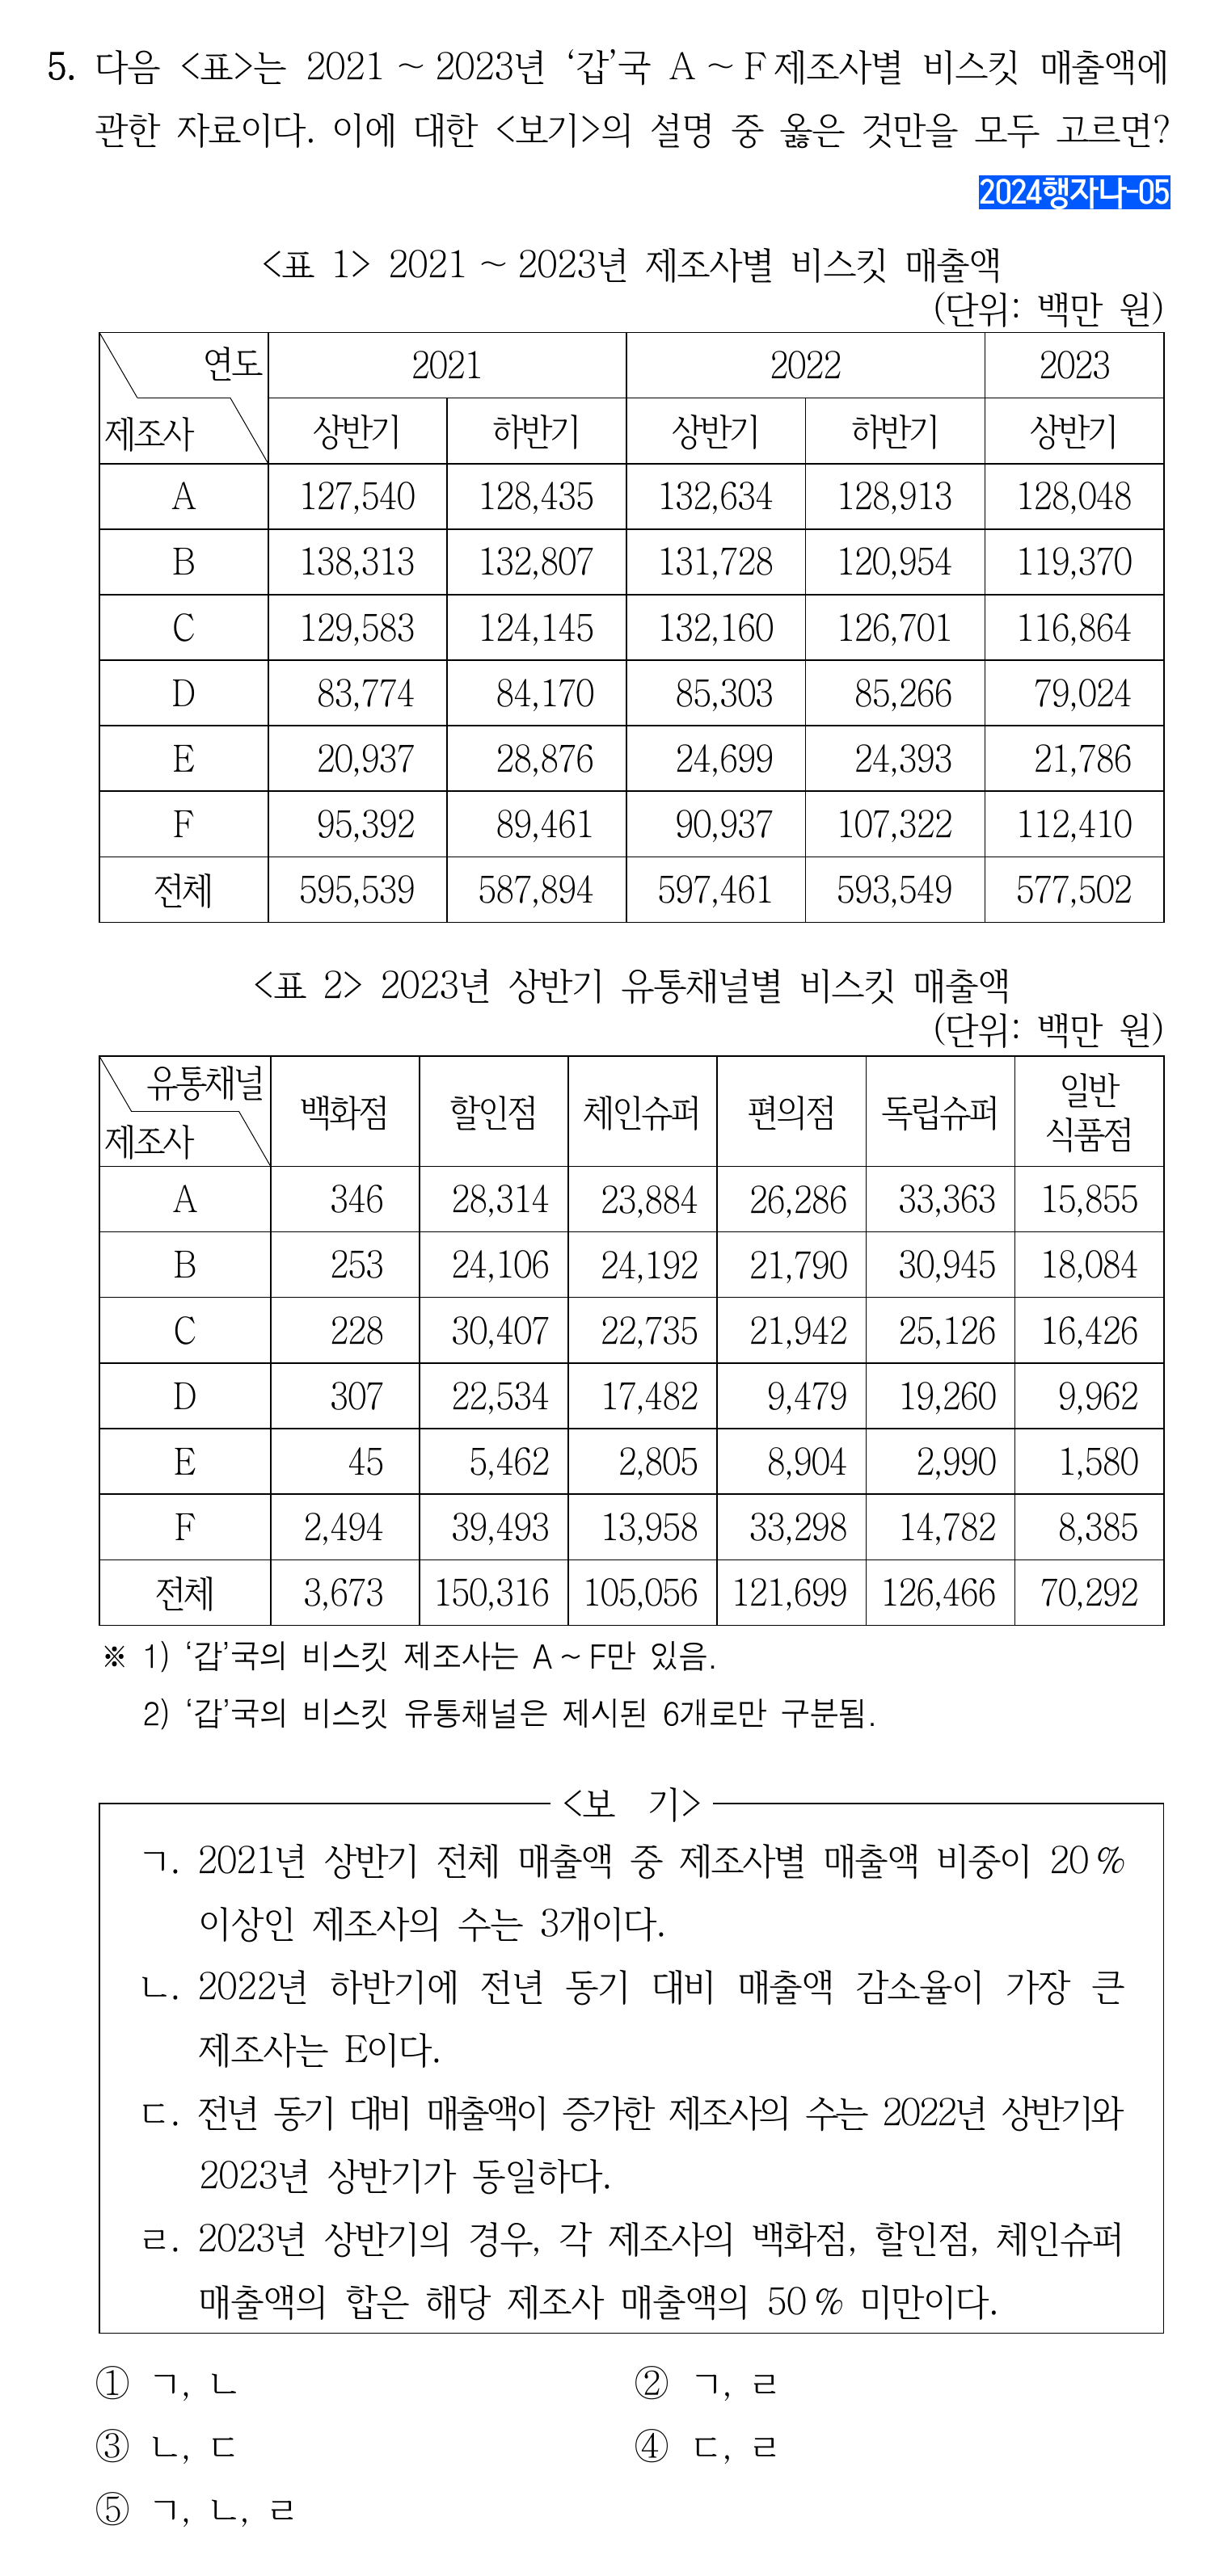 5. 다음 <표>는 2021 ~ 2023년 ‘갑’국 A ~ F 제조사별 비스킷 매출액에
관한 자료이다. 이에 대한 <보기>의 설명 중 옳은 것만을 모두 고르면?
2024행자나-05
<표 1> 2021 ~ 2023년 제조사별 비스킷 매출액
(단위: 백만 원)
연도 2021 2022 2023
제조사 상반기 하반기 상반기 하반기 상반기
A 127,540 128,435 132,634 128,913 128,048
B 138,313 132,807 131,728 120,954 119,370
C 129,583 124,145 132,160 126,701 116,864
D 83,774 84,170 85,303 85,266 79,024
E 20,937 28,876 24,699 24,393 21,786
F 95,392 89,461 90,937 107,322 112,410
전체 595,539 587,894 597,461 593,549 577,502
<표 2> 2023년 상반기 유통채널별 비스킷 매출액
(단위: 백만 원)
유통채널 백화점 할인점 체인슈퍼 편의점 독립슈퍼 일반
제조사 식품점
A 346 28,314 23,884 26,286 33,363 15,855
B 253 24,106 24,192 21,790 30,945 18,084
C 228 30,407 22,735 21,942 25,126 16,426
D 307 22,534 17,482 9,479 19,260 9,962
E 45 5,462 2,805 8,904 2,990 1,580
F 2,494 39,493 13,958 33,298 14,782 8,385
전체 3,673 150,316 105,056 121,699 126,466 70,292
※ 1) ‘갑’국의 비스킷 제조사는 A ~ F만 있음.
2) ‘갑’국의 비스킷 유통채널은 제시된 6개로만 구분됨.
<보 기>
ㄱ. 2021년 상반기 전체 매출액 중 제조사별 매출액 비중이 20 %
이상인 제조사의 수는 3개이다.
ㄴ. 2022년 하반기에 전년 동기 대비 매출액 감소율이 가장 큰
제조사는 E이다.
ㄷ. 전년 동기 대비 매출액이 증가한 제조사의 수는 2022년 상반기와
2023년 상반기가 동일하다.
ㄹ. 2023년 상반기의 경우, 각 제조사의 백화점, 할인점, 체인슈퍼
매출액의 합은 해당 제조사 매출액의 50 % 미만이다.
① ㄱ, ㄴ ② ㄱ, ㄹ
③ ㄴ, ㄷ ④ ㄷ, ㄹ
⑤ ㄱ, ㄴ, ㄹ